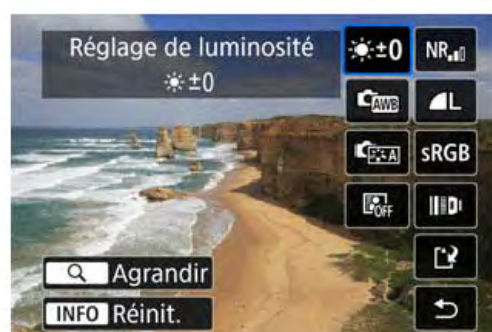 Réglage de luminosité
±0
±0
NR
AWB
L
A
sRGB
OFF
Agrandir
INFO Réinit.